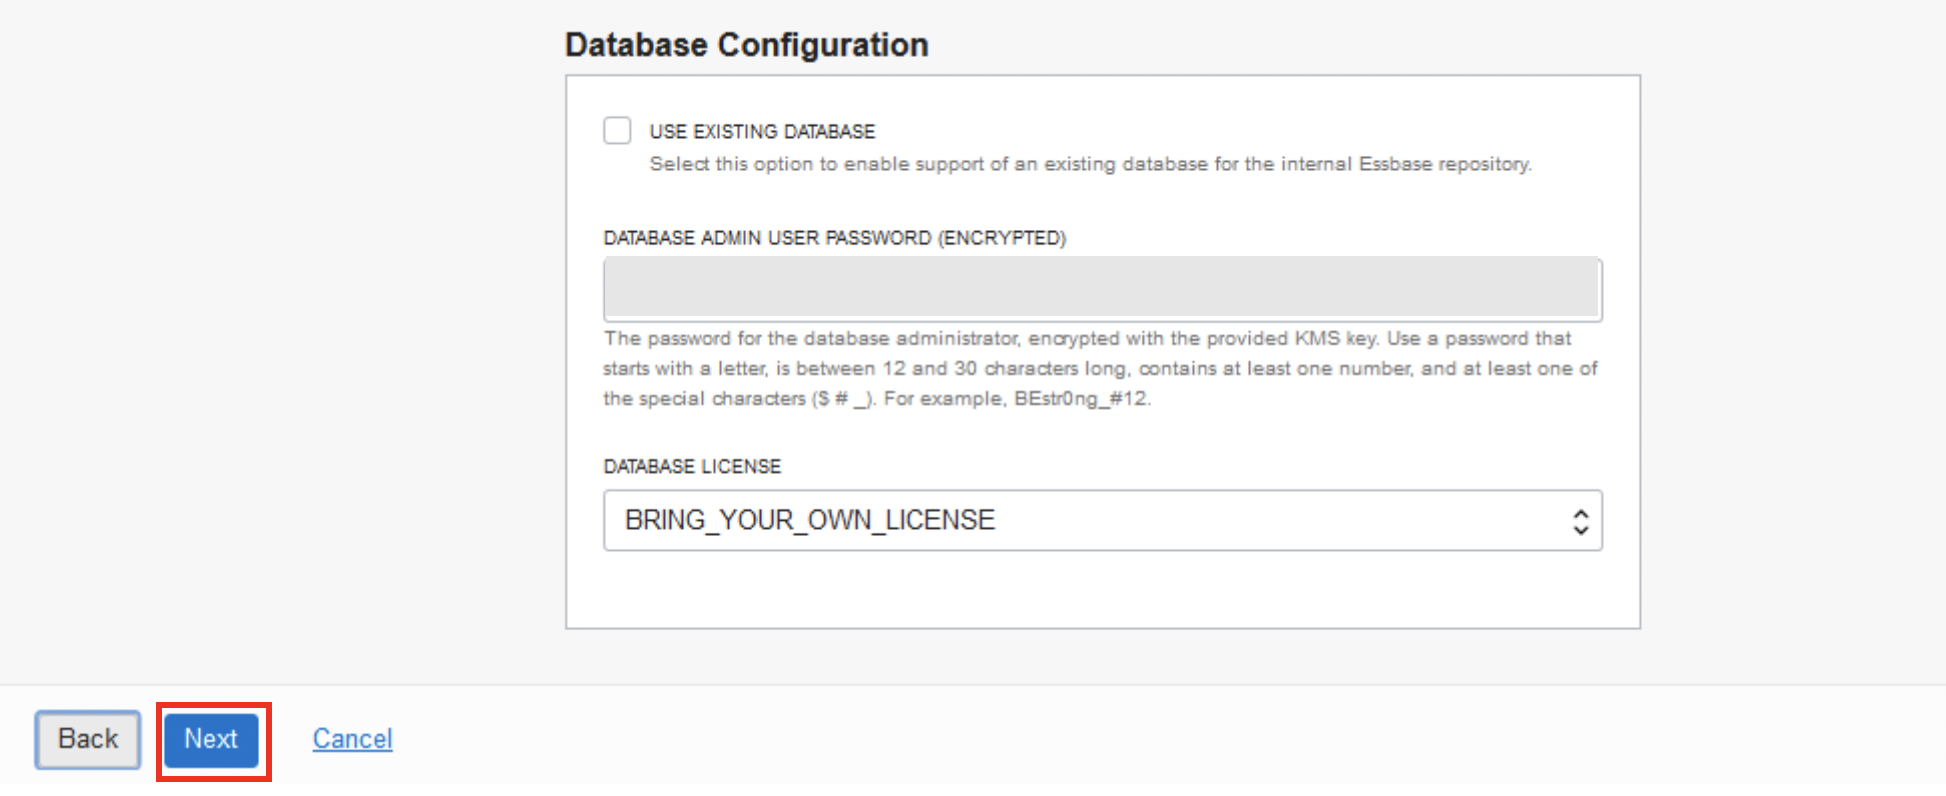 Database Configuration
USE EXISTING DATABASE
Select this option to enable support of an existing database for the internal Essbase repository.
DATABASE ADMIN USER PASSWORD (ENCRYPTED)
The password for the database administrator, encrypted with the provided KMS key. Use a password that
starts with a letter, is between 12 and 30 characters long, contains at least one number, and at least one of
the special characters ($ # _). For example, BEstr0ng_#12.
DATABASE LICENSE
BRING_YOUR_OWN_LICENSE
Back Next Cancel